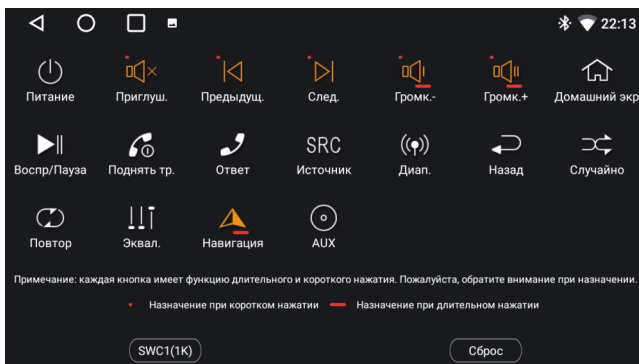 22:13
Питание Приглуш. Предыдущ. След. Громк.- Громк.+ Домашний экр
SRC
Воспр/Пауза Поднять тр. Ответ Источник Диап. Назад Случайно
Повтор Эквал. Навигация AUX
Примечание: каждая кнопка имеет функцию длительного и короткого нажатия. Пожалуйста, обратите внимание при назначении.
Назначение при коротком нажатии Назначение при длительном нажатии
SWC1(1K) Сброс